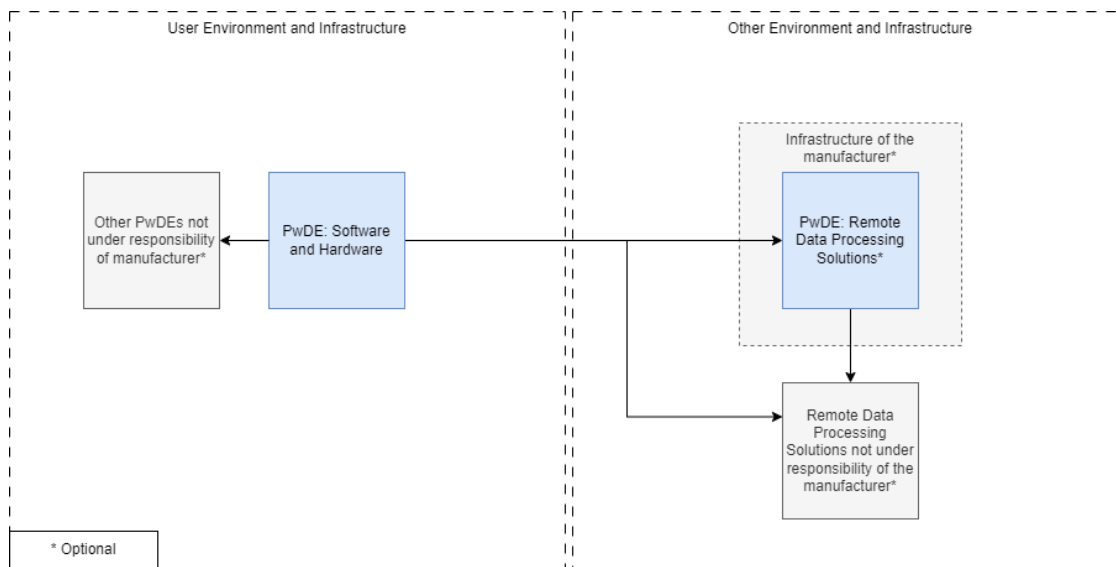 User Environment and Infrastructure
Other Environment and Infrastructure
Infrastructure of the
manufacturer*
Other PwDEs not
under responsibility
of manufacturer*
PwDE: Software
and Hardware
PwDE: Remote
Data Processing
Solutions*
Remote Data
Processing
Solutions not under
responsibility of the
manufacturer*
* Optional